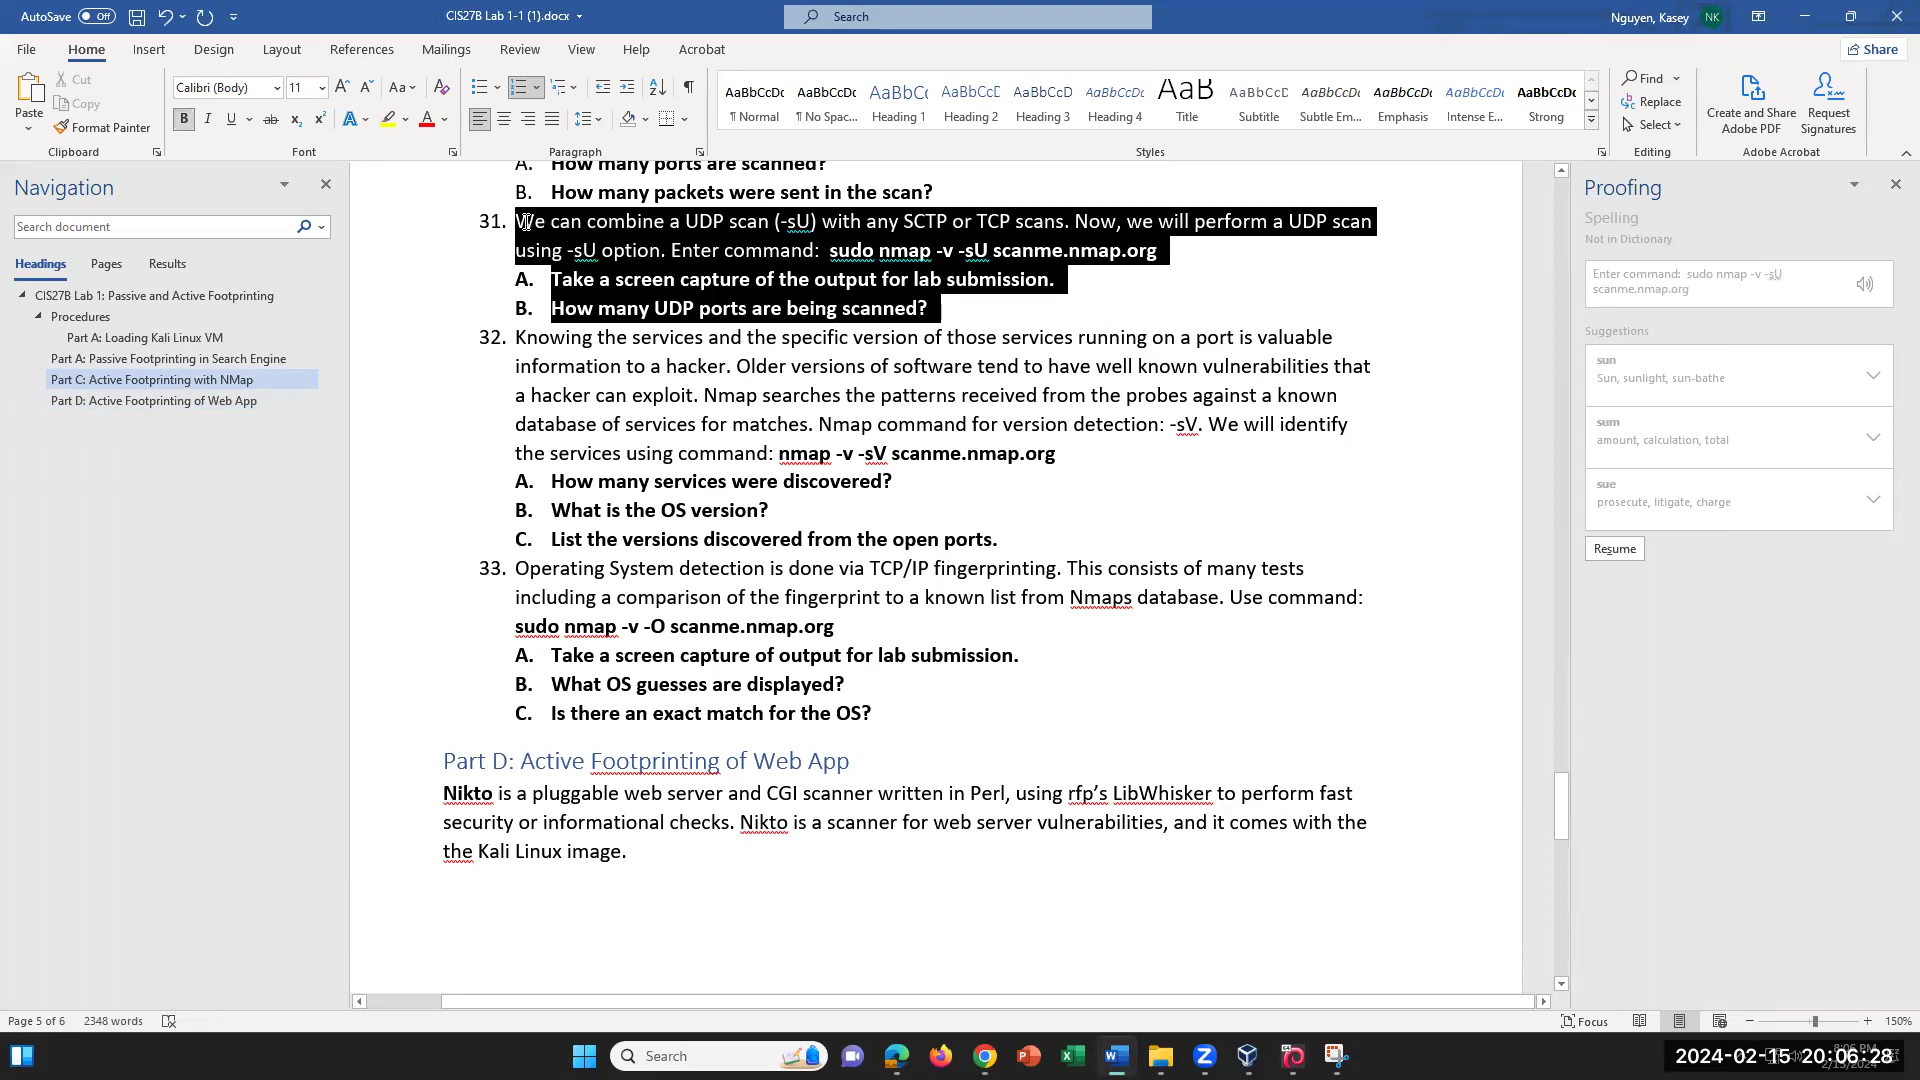 AutoSave Off CIS27B Lab 1-1 (1).docx Search Nguyen, Kasey NK
File Home Insert Design Layout References Mailings Review View Help Acrobat Share
Paste Cut Copy Format Painter
Calibri (Body) 11
AaBbCcDc AaBbCcDc AaBbCc AaBbCcD AaBbCcDc AaBbCcDc AaB AaBbCcD AaBbCcDc AaBbCcDc AaBbCcDc AaBbCcDc
¶ Normal ¶ No Spac... Heading 1 Heading 2 Heading 3 Heading 4 Title Subtitle Subtle Em... Emphasis Intense E... Strong
Find Replace Select
Create and Share Adobe PDF Request Signatures
Clipboard Font Paragraph Styles Editing Adobe Acrobat
Navigation
Search document
Headings Pages Results
CIS27B Lab 1: Passive and Active Footprinting
Procedures
Part A: Loading Kali Linux VM
Part A: Passive Footprinting in Search Engine
Part C: Active Footprinting with NMap
Part D: Active Footprinting of Web App
A. How many ports are scanned?
B. How many packets were sent in the scan?
31. We can combine a UDP scan (-sU) with any SCTP or TCP scans. Now, we will perform a UDP scan
using -sU option. Enter command: sudo nmap -v -sU scanme.nmap.org
A. Take a screen capture of the output for lab submission.
B. How many UDP ports are being scanned?
32. Knowing the services and the specific version of those services running on a port is valuable
information to a hacker. Older versions of software tend to have well known vulnerabilities that
a hacker can exploit. Nmap searches the patterns received from the probes against a known
database of services for matches. Nmap command for version detection: -sV. We will identify
the services using command: nmap -v -sV scanme.nmap.org
A. How many services were discovered?
B. What is the OS version?
C. List the versions discovered from the open ports.
33. Operating System detection is done via TCP/IP fingerprinting. This consists of many tests
including a comparison of the fingerprint to a known list from Nmaps database. Use command:
sudo nmap -v -O scanme.nmap.org
A. Take a screen capture of output for lab submission.
B. What OS guesses are displayed?
C. Is there an exact match for the OS?
Part D: Active Footprinting of Web App
Nikto is a pluggable web server and CGI scanner written in Perl, using rfp’s LibWhisker to perform fast
security or informational checks. Nikto is a scanner for web server vulnerabilities, and it comes with the
the Kali Linux image.
Proofing
Spelling
Not in Dictionary
Enter command: sudo nmap -v -sU
scanme.nmap.org
Suggestions
sun
Sun, sunlight, sun-bathe
sum
amount, calculation, total
sue
prosecute, litigate, charge
Resume
Page 5 of 6 2348 words Focus 150%
Search
2024-02-15 20:06:28